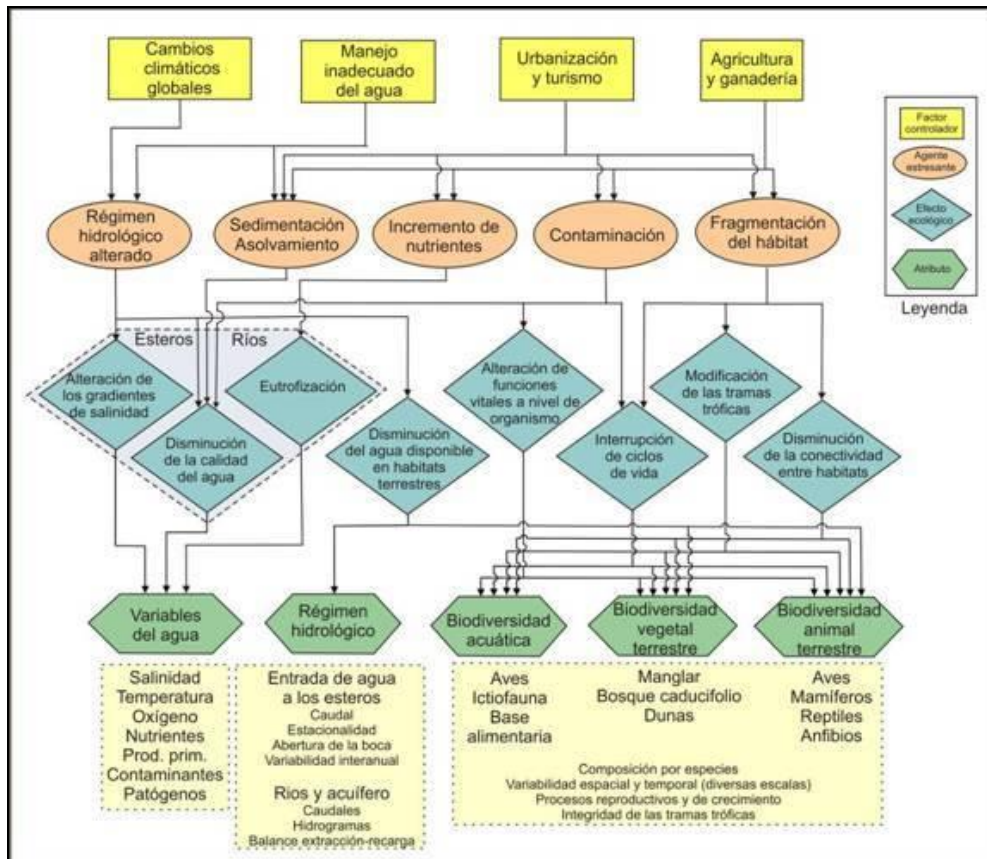 Cambios
climáticos
globales
Manejo
inadecuado
del agua
Urbanización
y turismo
Agricultura
y ganadería
Factor
controlador
Agente
estresante
Efecto
ecológico
Atributo
Leyenda
Régimen
hidrológico
alterado
Sedimentación
Asolvamiento
Incremento de
nutrientes
Contaminación
Fragmentación
del hábitat
Esteros
Ríos
Alteración de
los gradientes
de salinidad
Disminución
de la calidad
del agua
Eutrofización
Disminución
del agua disponible
en habitats
terrestres
Alteración de
funciones
vitales a nivel de
organismo
Interrupción
de ciclos
de vida
Modificación
de las tramas
tróficas
Disminución
de la conectividad
entre habitats
Variables
del agua
Régimen
hidrológico
Biodiversidad
acuática
Biodiversidad
vegetal
terrestre
Biodiversidad
animal
terrestre
Salinidad
Temperatura
Oxígeno
Nutrientes
Prod. prim.
Contaminantes
Patógenos
Entrada de agua
a los esteros
Caudal
Estacionalidad
Abertura de la boca
Variabilidad interanual
Ríos y acuífero
Caudales
Hidrogramas
Balance extracción-recarga
Aves
Ictiofauna
Base
alimentaria
Manglar
Bosque caducifolio
Dunas
Aves
Mamíferos
Reptiles
Anfibios
Composición por especies
Variabilidad espacial y temporal (diversas escalas)
Procesos reproductivos y de crecimiento
Integridad de las tramas tróficas